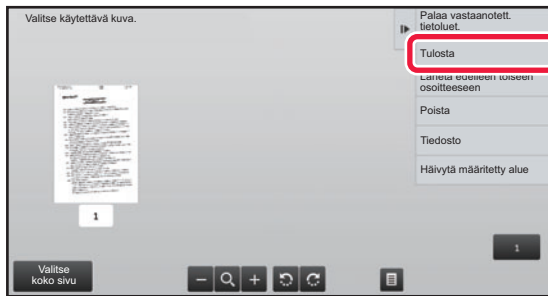 Valitse käytettävä kuva.
Palaa vastaanotett.
tietoluet.
Tulosta
Lähetä edelleen toiseen
osoitteeseen
Poista
Tiedosto
Häivytä määritetty alue
1
1
Valitse
koko sivu